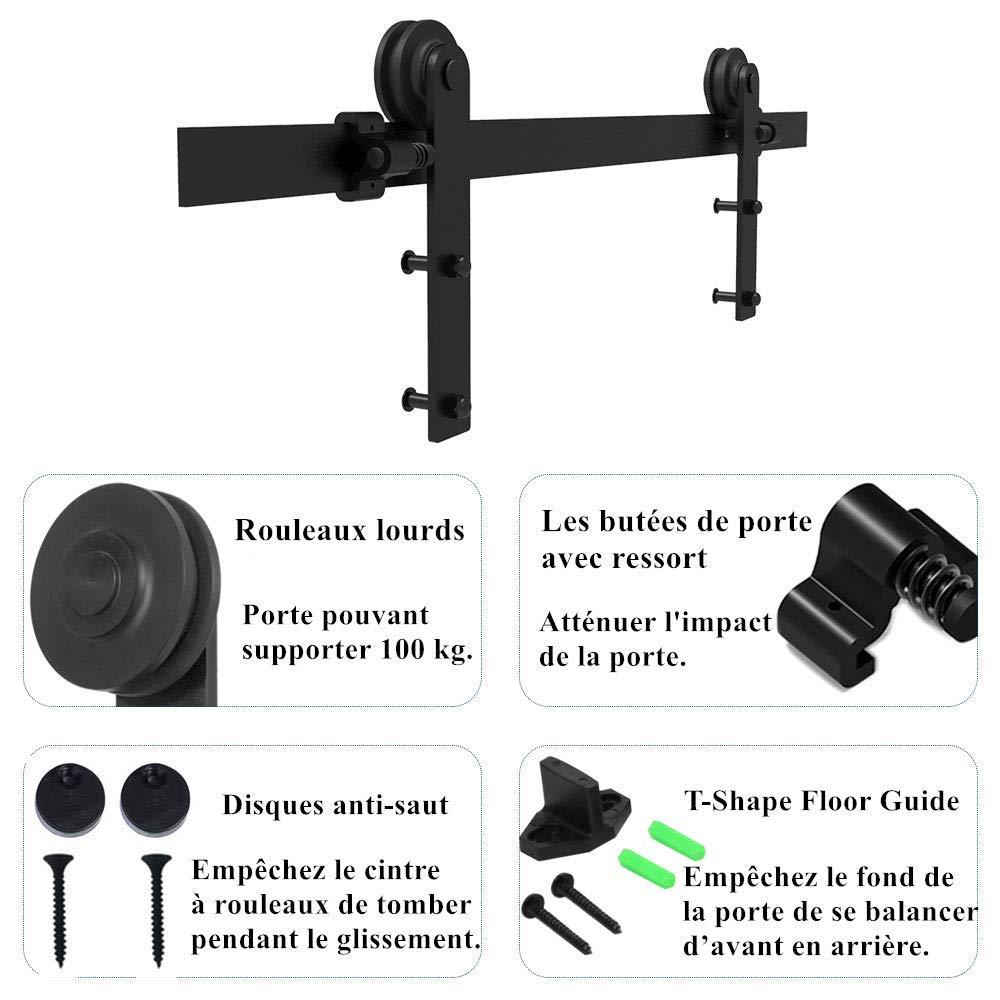 Rouleaux lourds
Porte pouvant
supporter 100 kg.
Les butées de porte
avec ressort
Atténuer l'impact
de la porte.
Disques anti-saut
Empêchez le cintre
à rouleaux de tomber
pendant le glissement.
T-Shape Floor Guide
Empêchez le fond de
la porte de se balancer
d’avant en arrière.